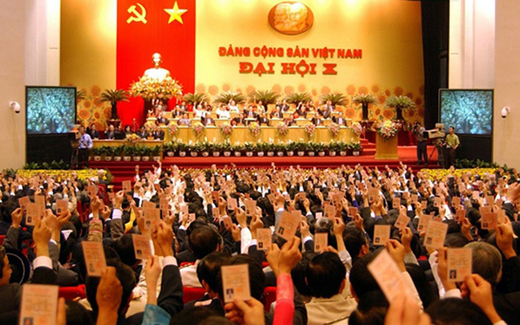 ĐẢNG CỘNG SẢN VIỆT NAM
ĐẠI HỘI X